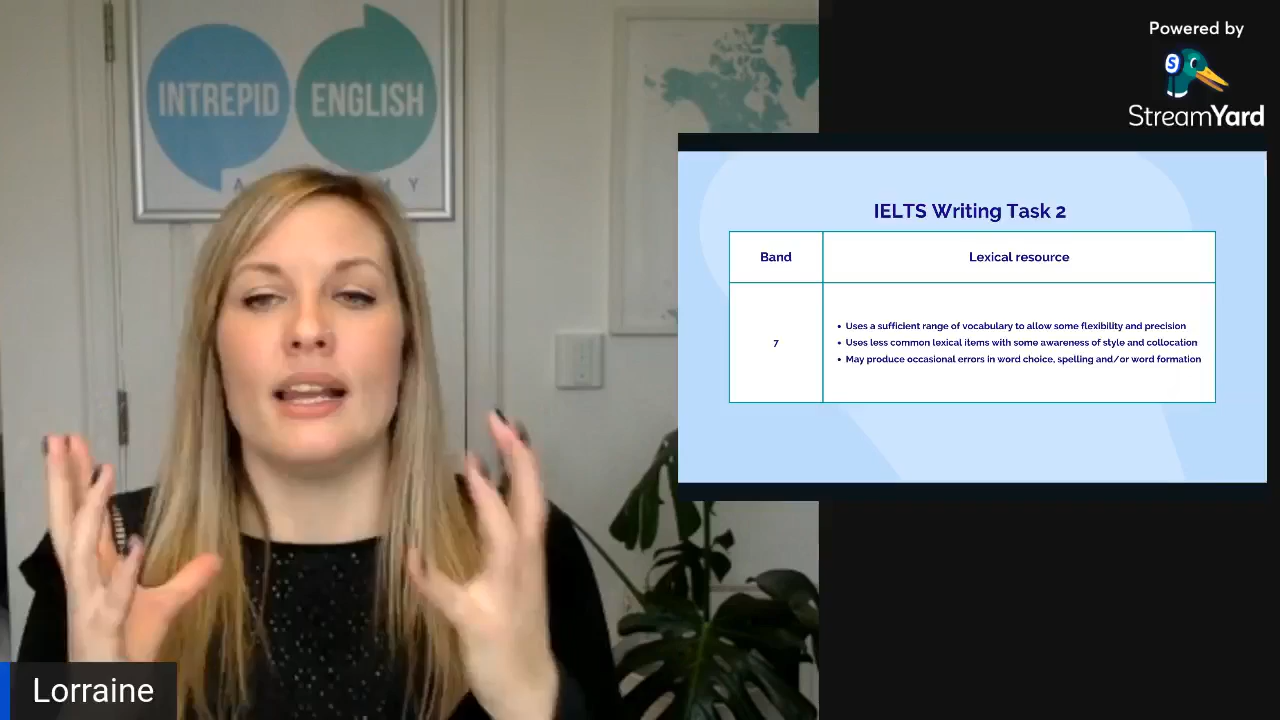 INTREPID ENGLISH
Powered by
StreamYard
IELTS Writing Task 2
Band
Lexical resource
7
• Uses a sufficient range of vocabulary to allow some flexibility and precision
• Uses less common lexical items with some awareness of style and collocation
• May produce occasional errors in word choice, spelling and/or word formation
Lorraine